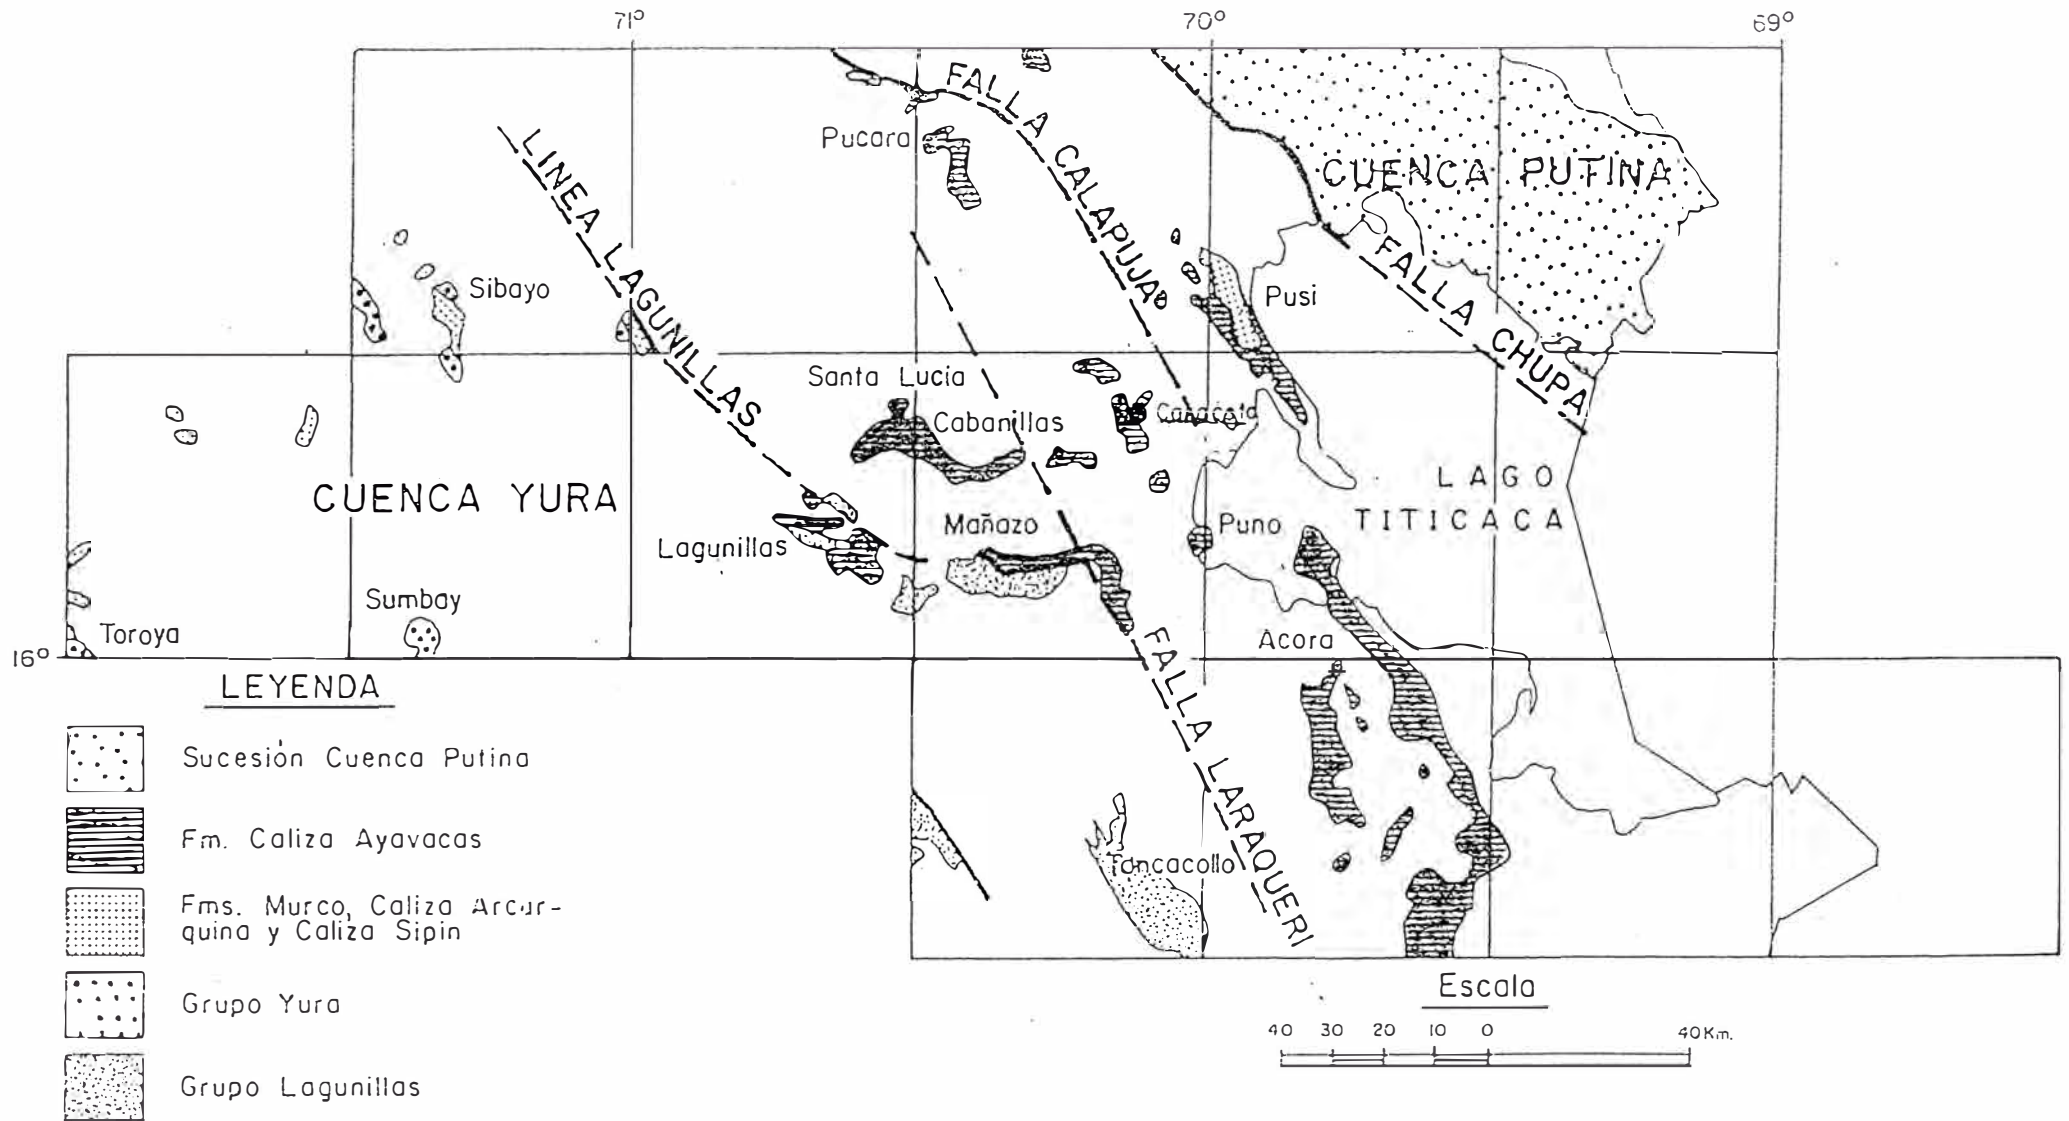 71° 70° 69°
FALLA CALAPUJA
Pucara
LINEA LAGUNILLAS
CUENCA PUTINA
FALLA CHUPA
Sibayo
Pusi
Santa Lucia
Cabanillas
CUENCA YURA
LAGO
TITICACA
Mañazo
Puno
Lagunillas
Sumbay
Toroya
Acora
16°
FALLA LARAQUERI
Tancacollo
LEYENDA
Sucesión Cuenca Putina
Fm. Caliza Ayavacas
Fms. Murco, Caliza Arcur-
quina y Caliza Sipin
Grupo Yura
Grupo Lagunillas
Escala
40 30 20 10 0 40Km.